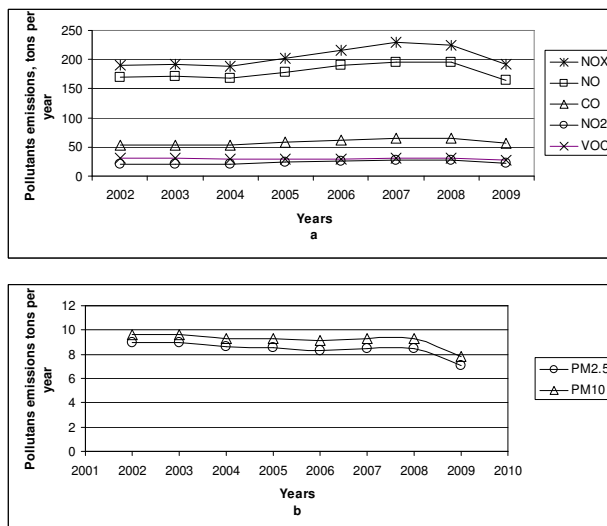 Pollutants emissions, tons per
year
250
200
150
100
50
0
2002 2003 2004 2005 2006 2007 2008 2009
Years
a
NOX
NO
CO
NO2
VOC
Pollutans emissions tons per
year
12
10
8
6
4
2
0
2001 2002 2003 2004 2005 2006 2007 2008 2009 2010
Years
b
PM2.5
PM10